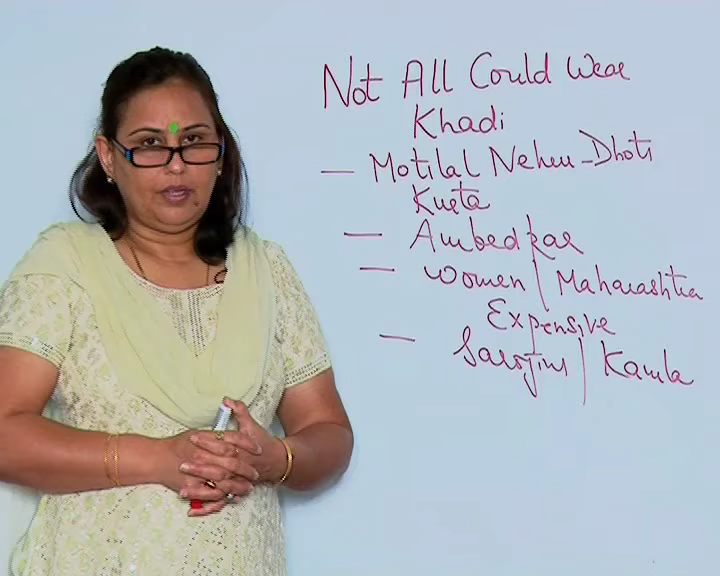 Not All Could Wear
Khadi
— Motilal Nehru - Dhoti
Kurta
— Ambedkar
— Women / Maharashtra
Expensive
— Sarojini / Kamla